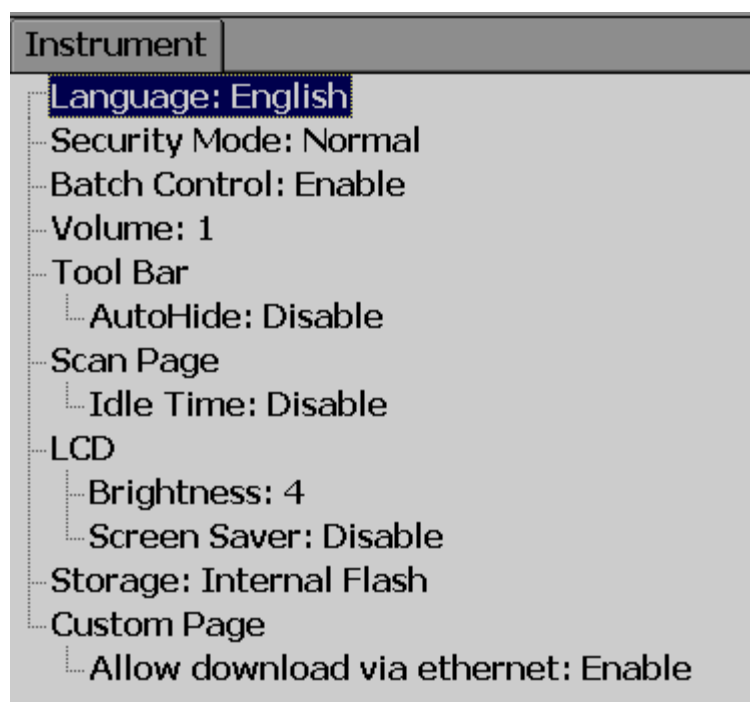 Instrument
Language: English
Security Mode: Normal
Batch Control: Enable
Volume: 1
Tool Bar
AutoHide: Disable
Scan Page
Idle Time: Disable
LCD
Brightness: 4
Screen Saver: Disable
Storage: Internal Flash
Custom Page
Allow download via ethernet: Enable